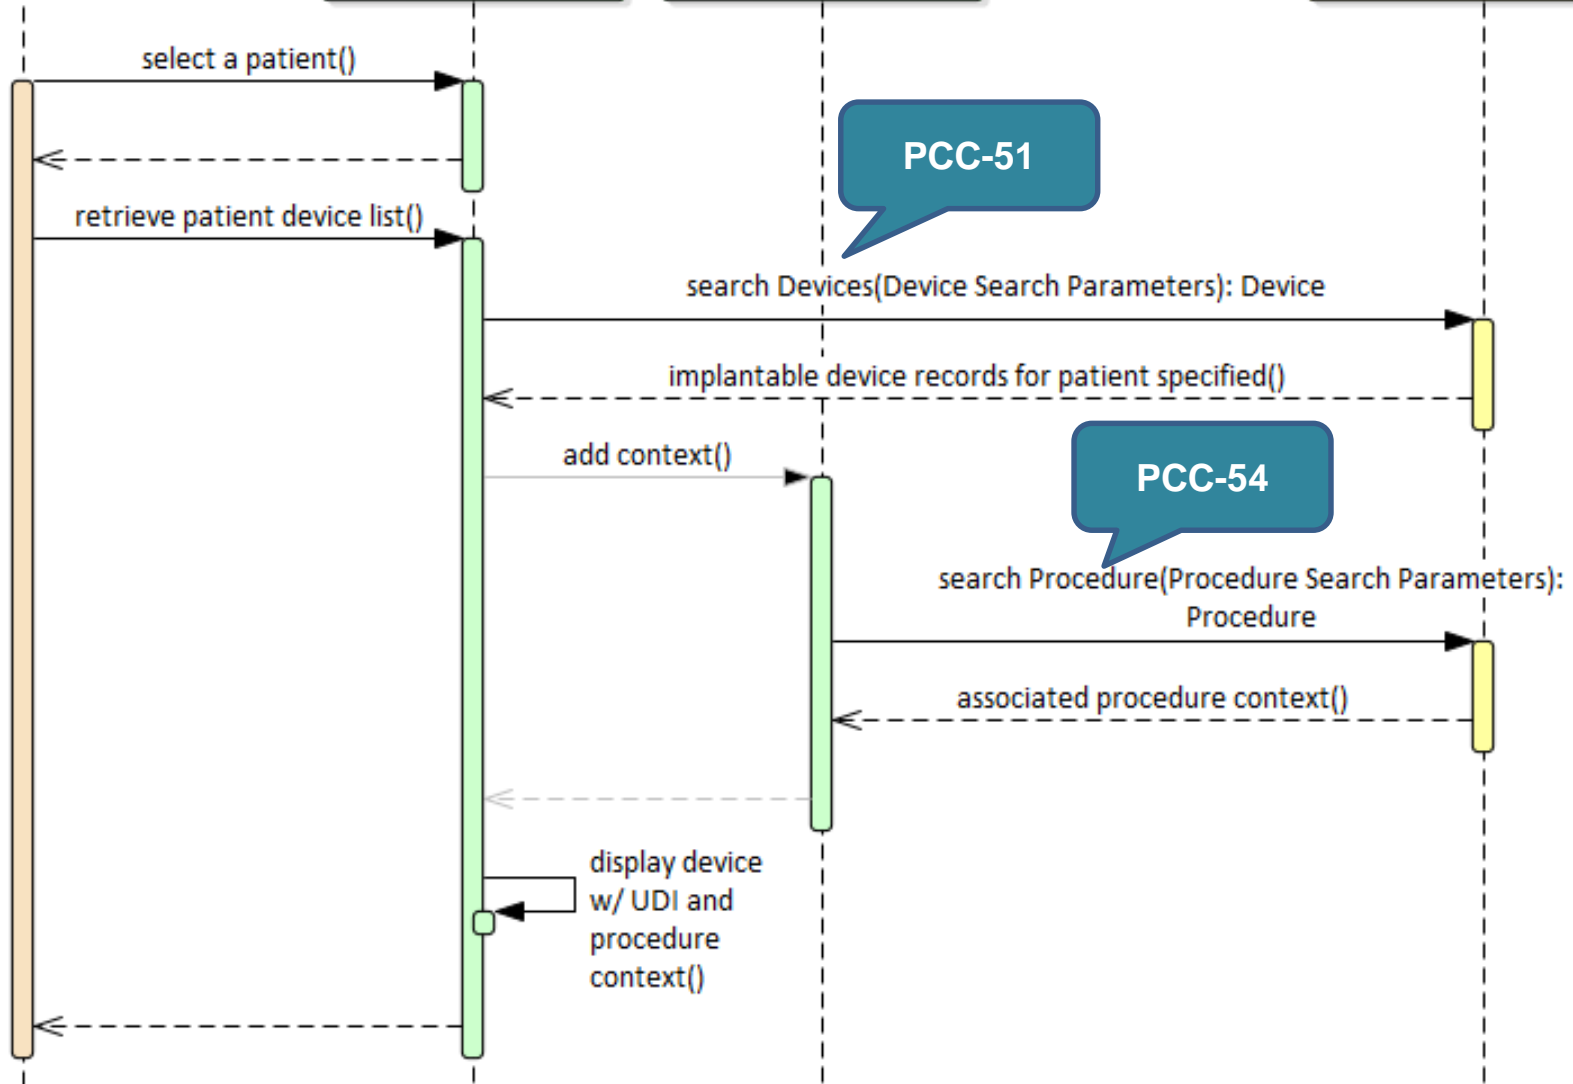 select a patient()
PCC-51
retrieve patient device list()
search Devices(Device Search Parameters): Device
implantable device records for patient specified()
add context()
PCC-54
search Procedure(Procedure Search Parameters):
Procedure
associated procedure context()
display device
w/ UDI and
procedure
context()